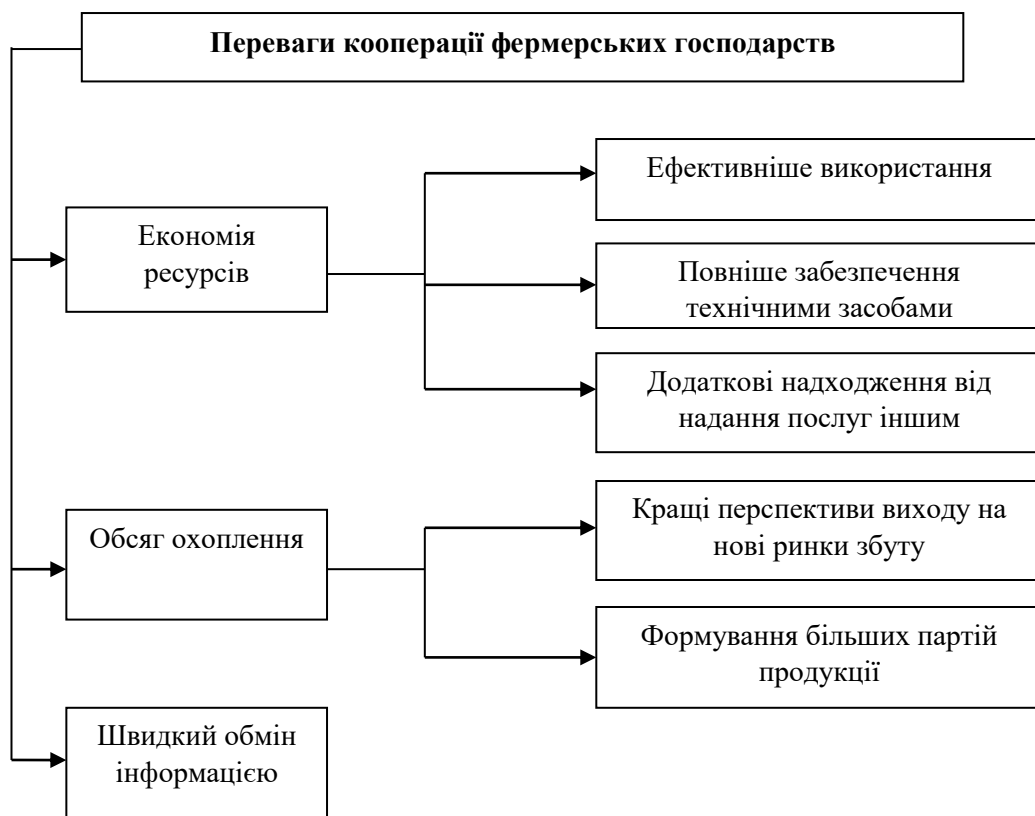 Переваги кооперації фермерських господарств
Економія
ресурсів
Ефективніше використання
Повніше забезпечення
технічними засобами
Додаткові надходження від
надання послуг іншим
Обсяг охоплення
Кращі перспективи виходу на
нові ринки збуту
Формування більших партій
продукції
Швидкий обмін
інформацією